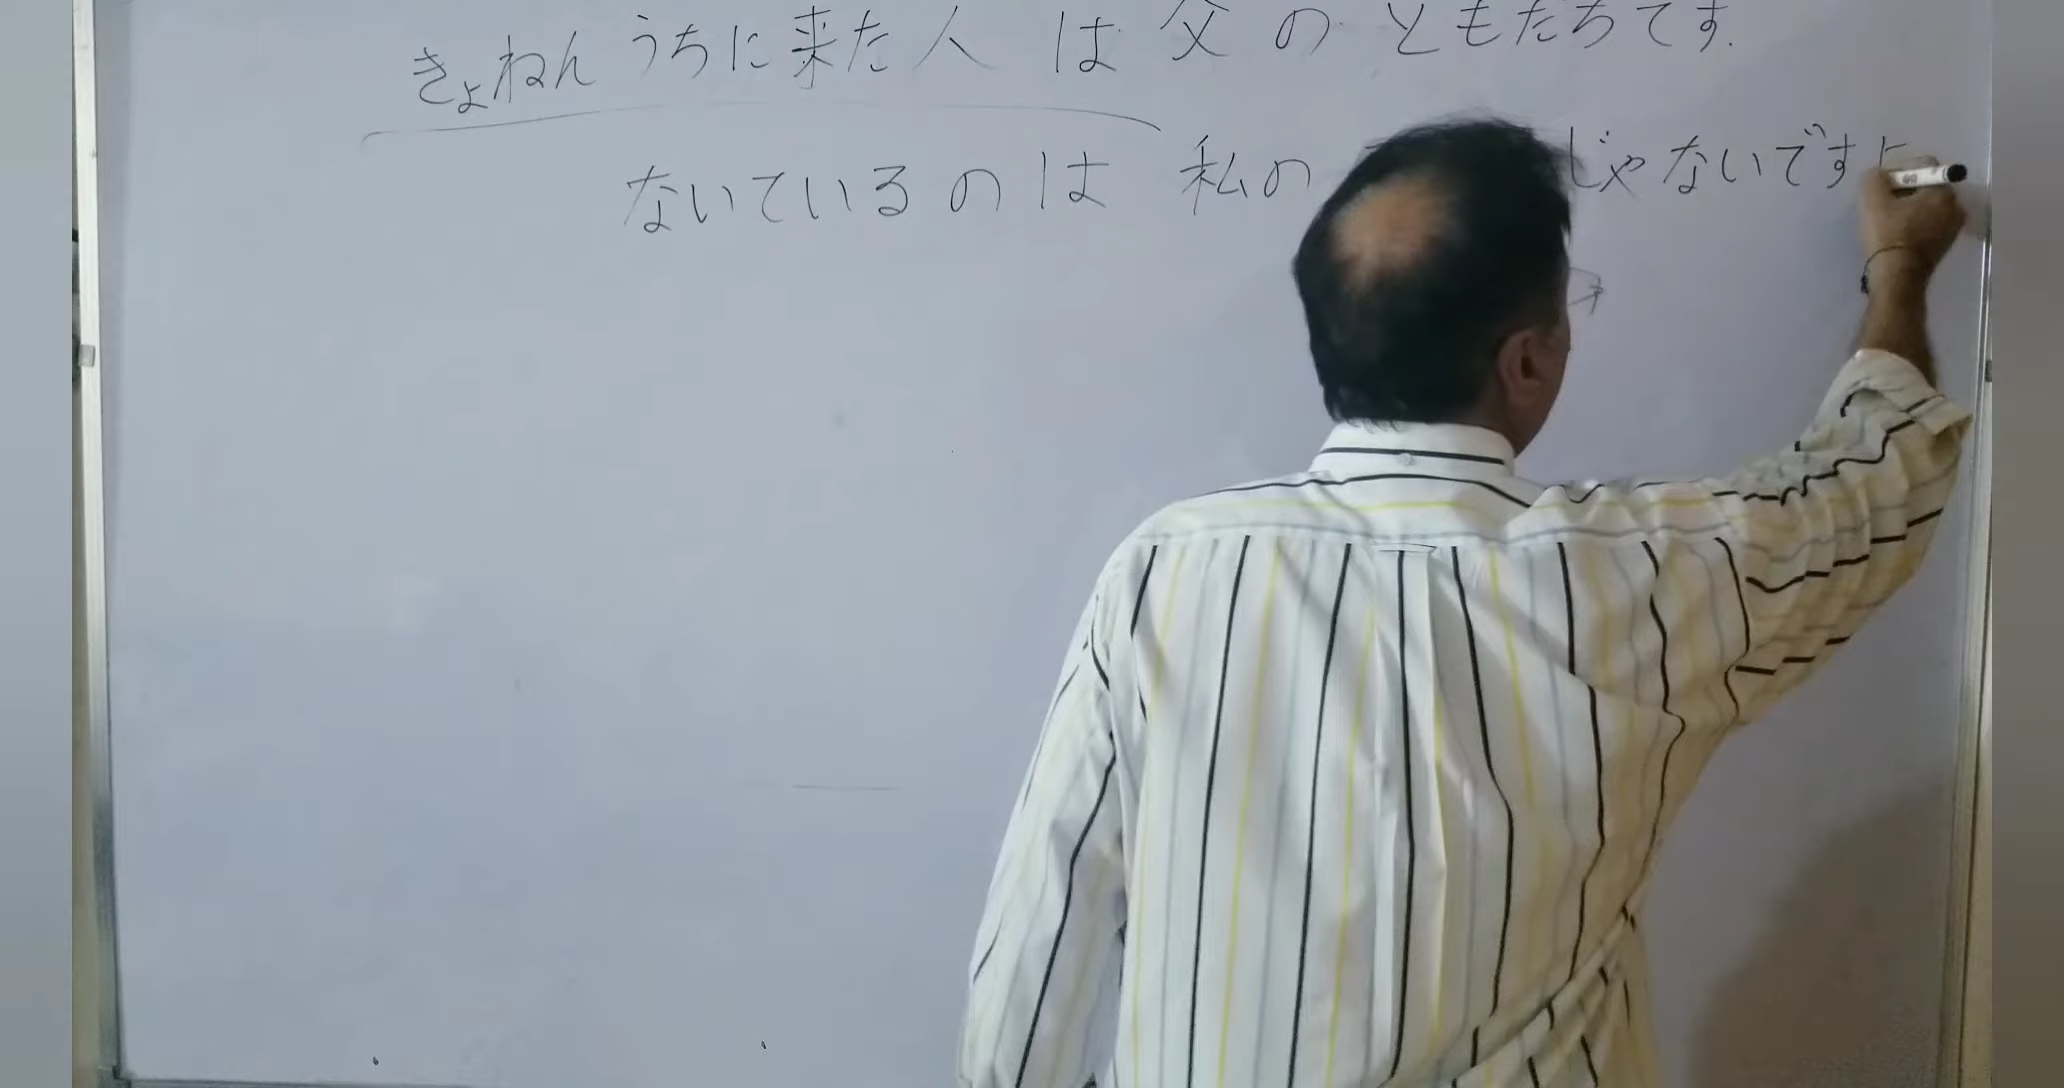 きょねん うちに来た人 は 父 の ともだちです.
ないているのは 私の じゃないです